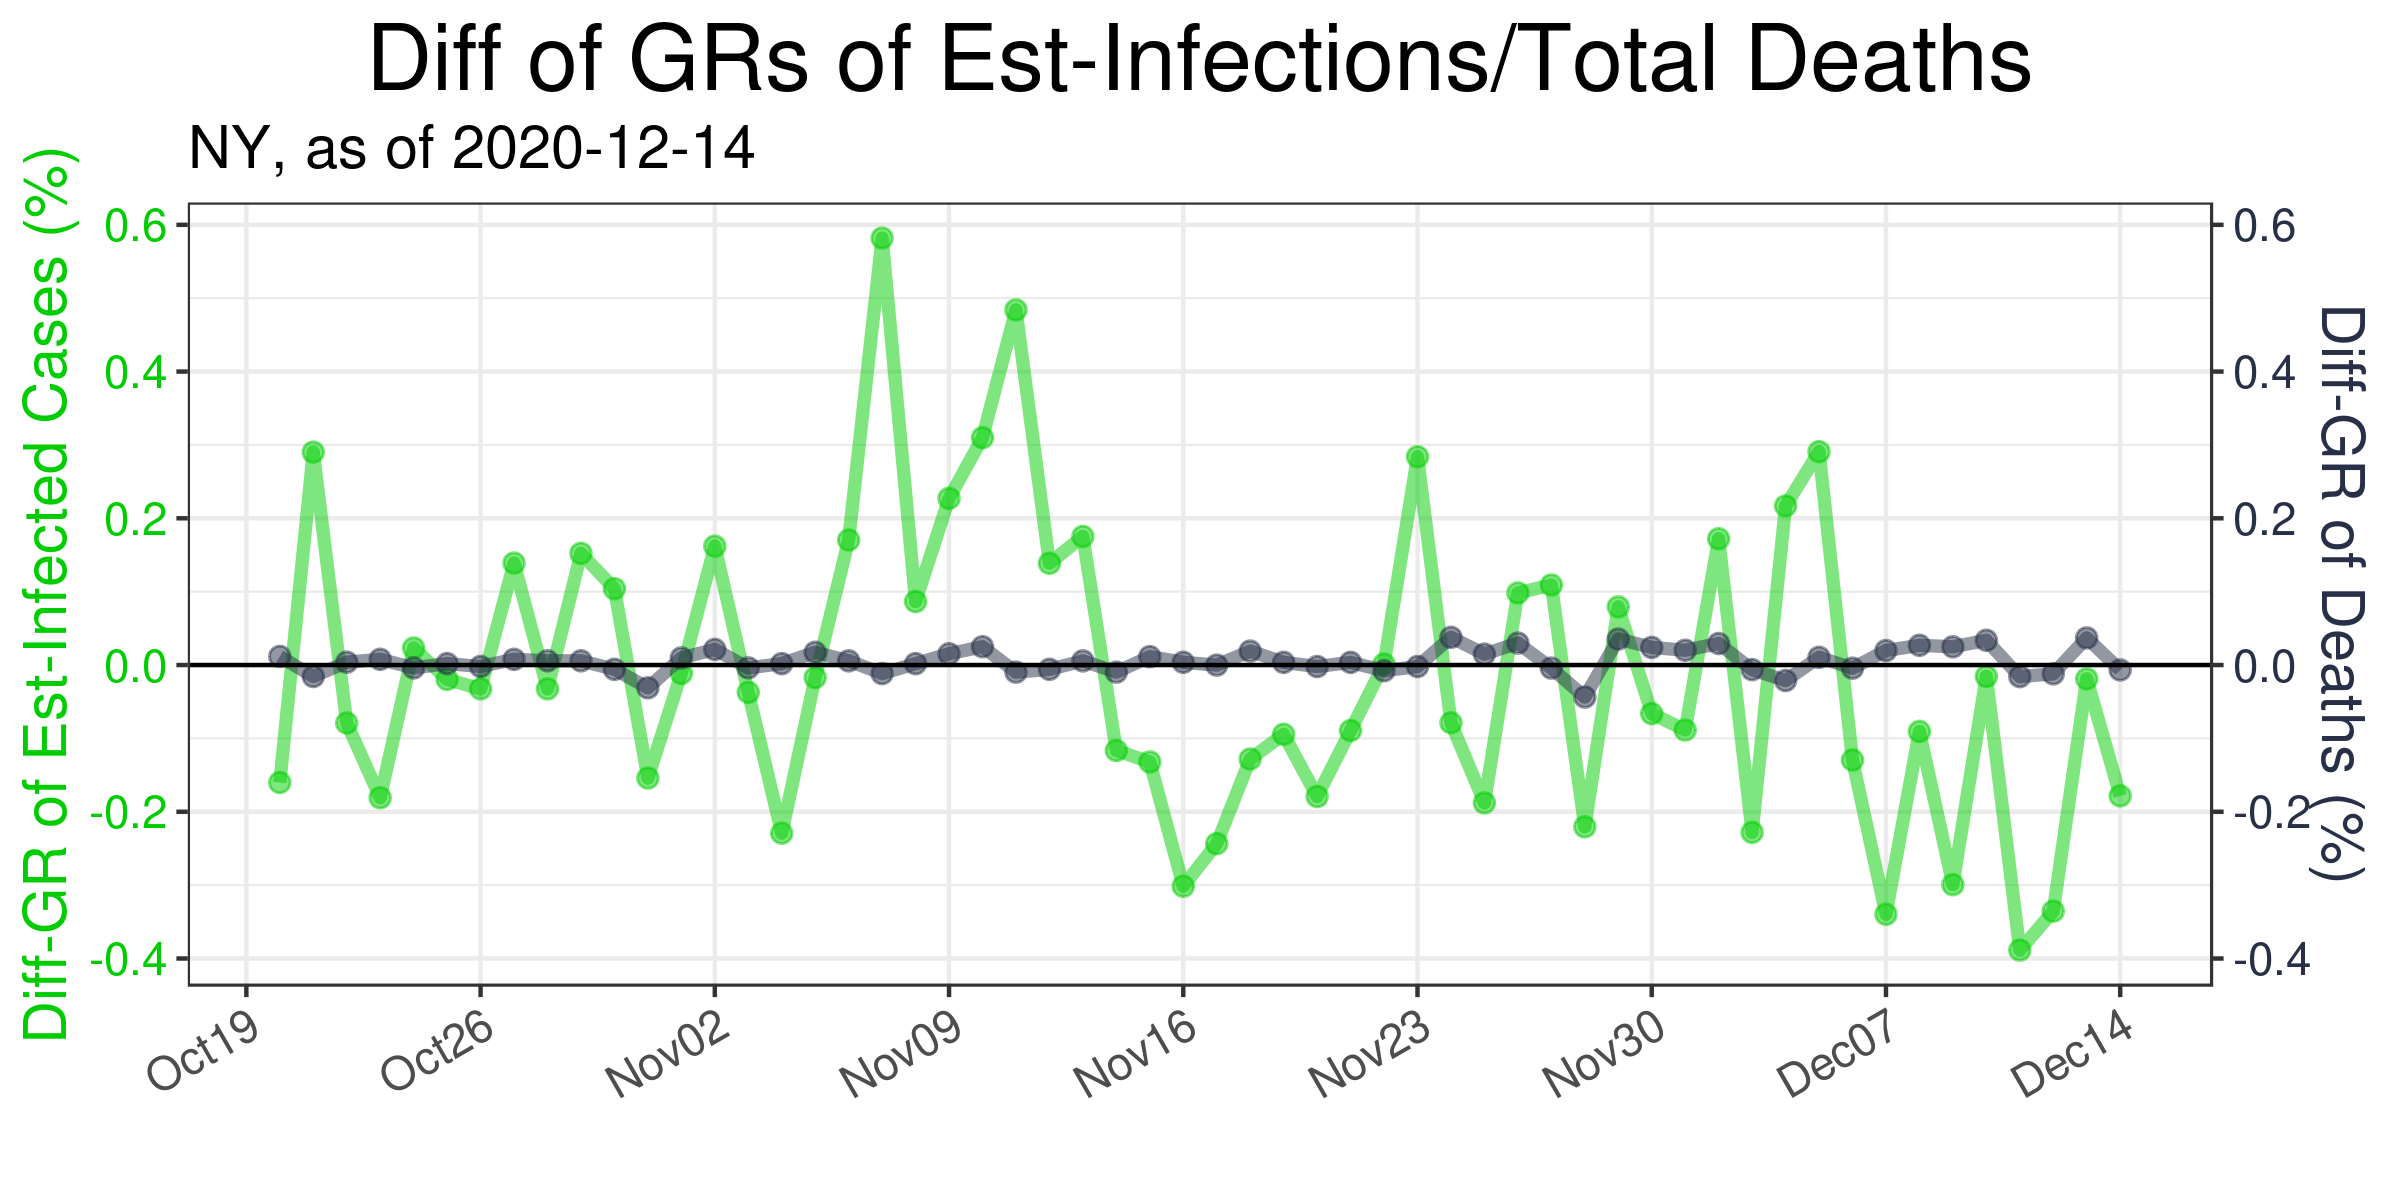 Diff of GRs of Est-Infections/Total Deaths
NY, as of 2020-12-14
Diff-GR of Est-Infected Cases (%)
0.6
0.4
0.2
0.0
-0.2
-0.4
0.6
0.4
0.2
0.0
-0.2
-0.4
Diff-GR of Deaths (%)
Oct19
Oct26
Nov02
Nov09
Nov16
Nov23
Nov30
Dec07
Dec14